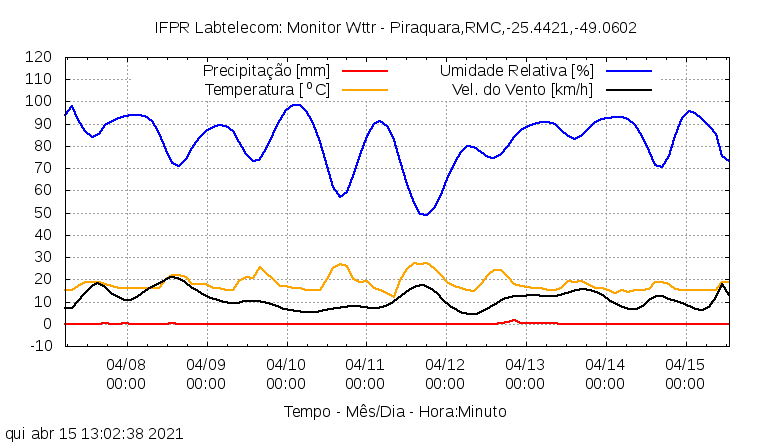 IFPR Labtelecom: Monitor Wttr - Piraquara,RMC,-25.4421,-49.0602
Precipitação [mm]
Temperatura [ºC]
Umidade Relativa [%]
Vel. do Vento [km/h]
120
110
100
90
80
70
60
50
40
30
20
10
0
-10
04/08 04/09 04/10 04/11 04/12 04/13 04/14 04/15
00:00 00:00 00:00 00:00 00:00 00:00 00:00 00:00
Tempo - Mês/Dia - Hora:Minuto
qui abr 15 13:02:38 2021